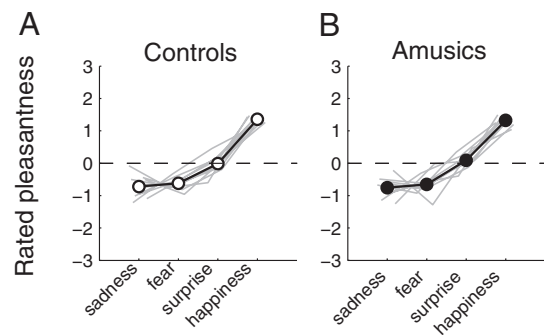 A
Controls
Rated pleasantness
3
2
1
0
−1
−2
−3
sadness
fear
surprise
happiness
B
Amusics
3
2
1
0
−1
−2
−3
sadness
fear
surprise
happiness